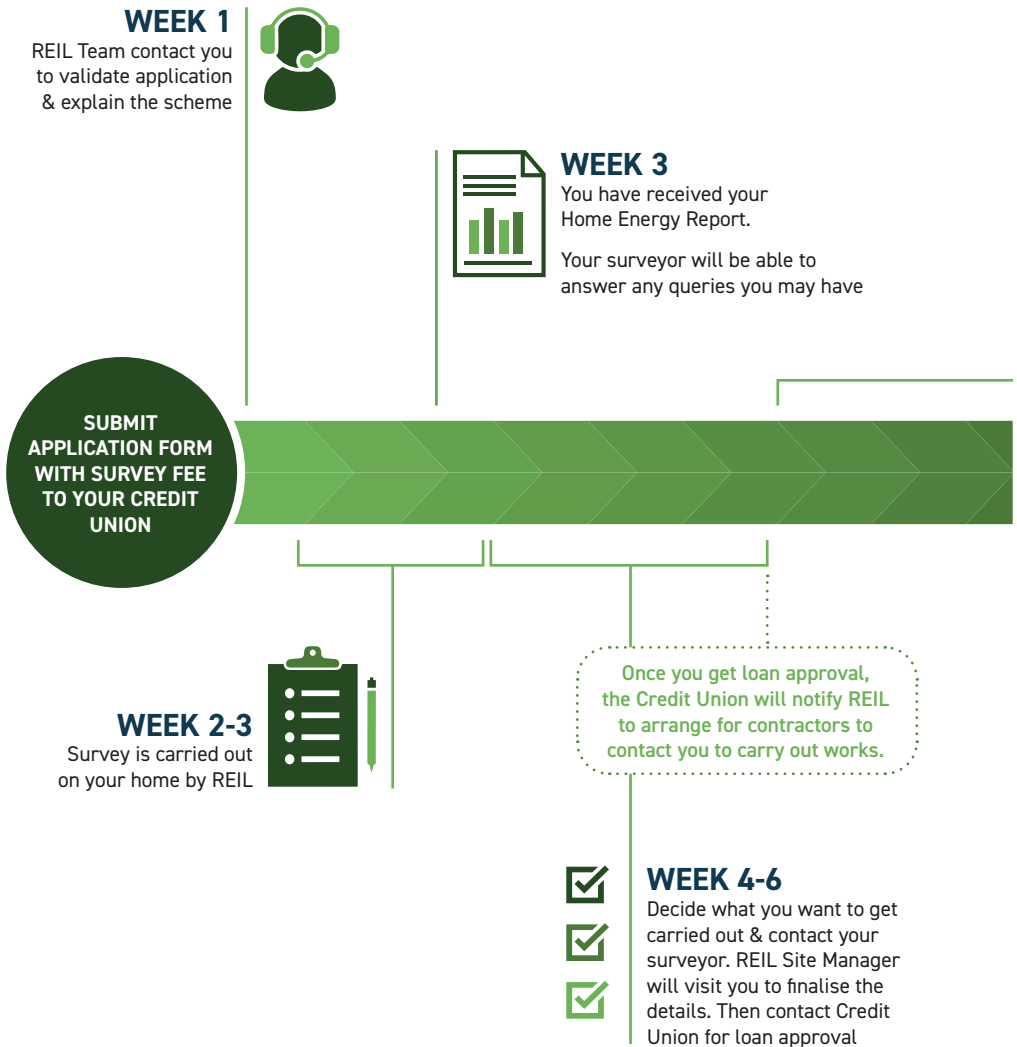 WEEK 1
REIL Team contact you
to validate application
& explain the scheme
WEEK 3
You have received your
Home Energy Report.
Your surveyor will be able to
answer any queries you may have
SUBMIT
APPLICATION FORM
WITH SURVEY FEE
TO YOUR CREDIT
UNION
WEEK 2-3
Survey is carried out
on your home by REIL
Once you get loan approval,
the Credit Union will notify REIL
to arrange for contractors to
contact you to carry out works.
WEEK 4-6
Decide what you want to get
carried out & contact your
surveyor. REIL Site Manager
will visit you to finalise the
details. Then contact Credit
Union for loan approval